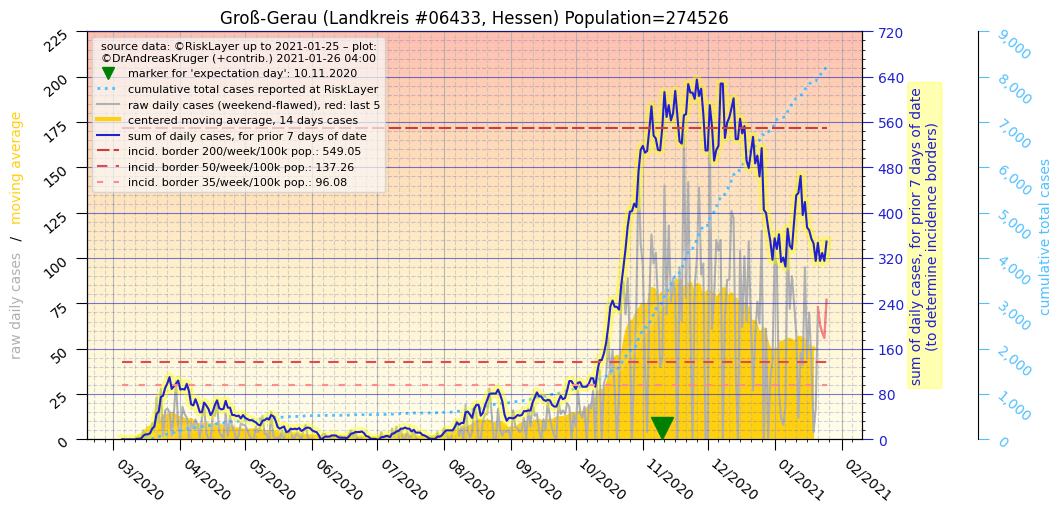 Groß-Gerau (Landkreis #06433, Hessen) Population=274526
source data: ©RiskLayer up to 2021-01-25 – plot:
©DrAndreasKruger (+contrib.) 2021-01-26 04:00
marker for 'expectation day': 10.11.2020
cumulative total cases reported at RiskLayer
raw daily cases (weekend-flawed), red: last 5
centered moving average, 14 days cases
sum of daily cases, for prior 7 days of date
incid. border 200/week/100k pop.: 549.05
incid. border 50/week/100k pop.: 137.26
incid. border 35/week/100k pop.: 96.08
raw daily cases / moving average
225
200
175
150
125
100
75
50
25
0
03/2020
04/2020
05/2020
06/2020
07/2020
08/2020
09/2020
10/2020
11/2020
12/2020
01/2021
02/2021
720
640
560
480
400
320
240
160
80
0
sum of daily cases, for prior 7 days of date
(to determine incidence borders)
9,000
8,000
7,000
6,000
5,000
4,000
3,000
2,000
1,000
0
cumulative total cases